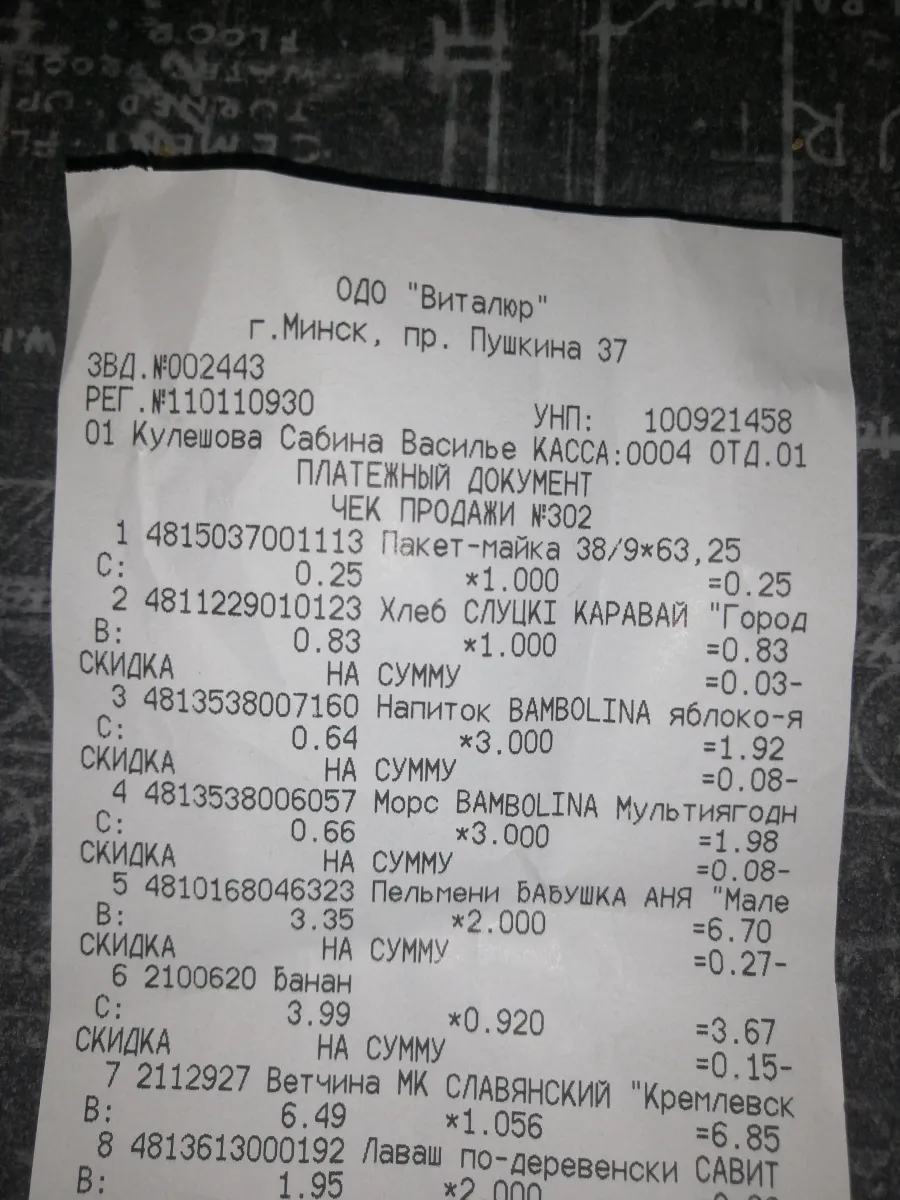 ОДО "Виталюр"
г.Минск, пр. Пушкина 37
ЗВД.№002443
РЕГ.№110110930 УНП: 100921458
01 Кулешова Сабина Василье КАССА:0004 ОТД.01
ПЛАТЕЖНЫЙ ДОКУМЕНТ
ЧЕК ПРОДАЖИ №302
1 4815037001113 Пакет-майка 38/9*63,25
С: 0.25 *1.000 =0.25
2 4811229010123 Хлеб СЛУЦКI КАРАВАЙ "Город
В: 0.83 *1.000 =0.83
СКИДКА НА СУММУ =0.03-
3 4813538007160 Напиток BAMBOLINA яблоко-я
С: 0.64 *3.000 =1.92
СКИДКА НА СУММУ =0.08-
4 4813538006057 Морс BAMBOLINA Мультиягодн
С: 0.66 *3.000 =1.98
СКИДКА НА СУММУ =0.08-
5 4810168046323 Пельмени БАБУШКА АНЯ "Мале
В: 3.35 *2.000 =6.70
СКИДКА НА СУММУ =0.27-
6 2100620 Банан
С: 3.99 *0.920 =3.67
СКИДКА НА СУММУ =0.15-
7 2112927 Ветчина МК СЛАВЯНСКИЙ "Кремлевск
В: 6.49 *1.056 =6.85
8 4813613000192 Лаваш по-деревенски САВИТ
В: 1.95 *2.000